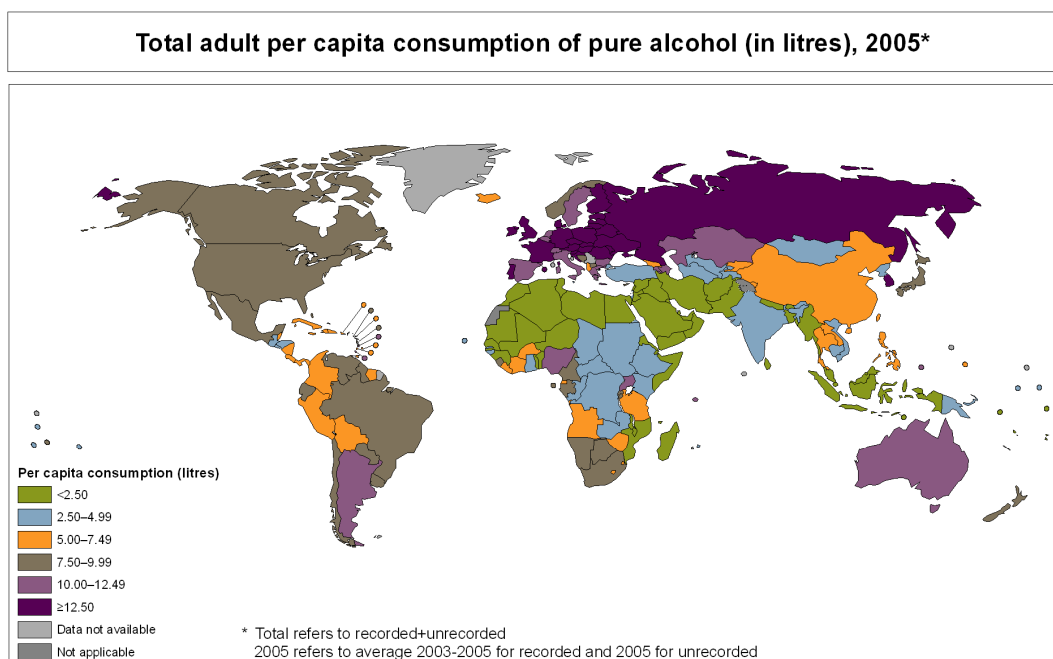 Total adult per capita consumption of pure alcohol (in litres), 2005*
Per capita consumption (litres)
<2.50
2.50–4.99
5.00–7.49
7.50–9.99
10.00–12.49
≥12.50
Data not available
Not applicable
* Total refers to recorded+unrecorded
2005 refers to average 2003-2005 for recorded and 2005 for unrecorded